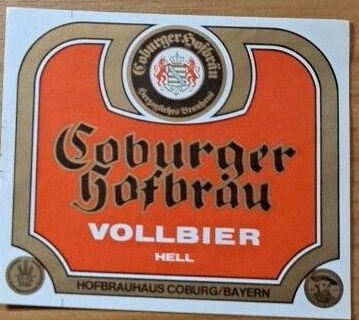 Coburger Hofbräu
Herzogliches Brauhaus
Coburger
Hofbräu
VOLLBIER
HELL
HOFBRAUHAUS COBURG/BAYERN